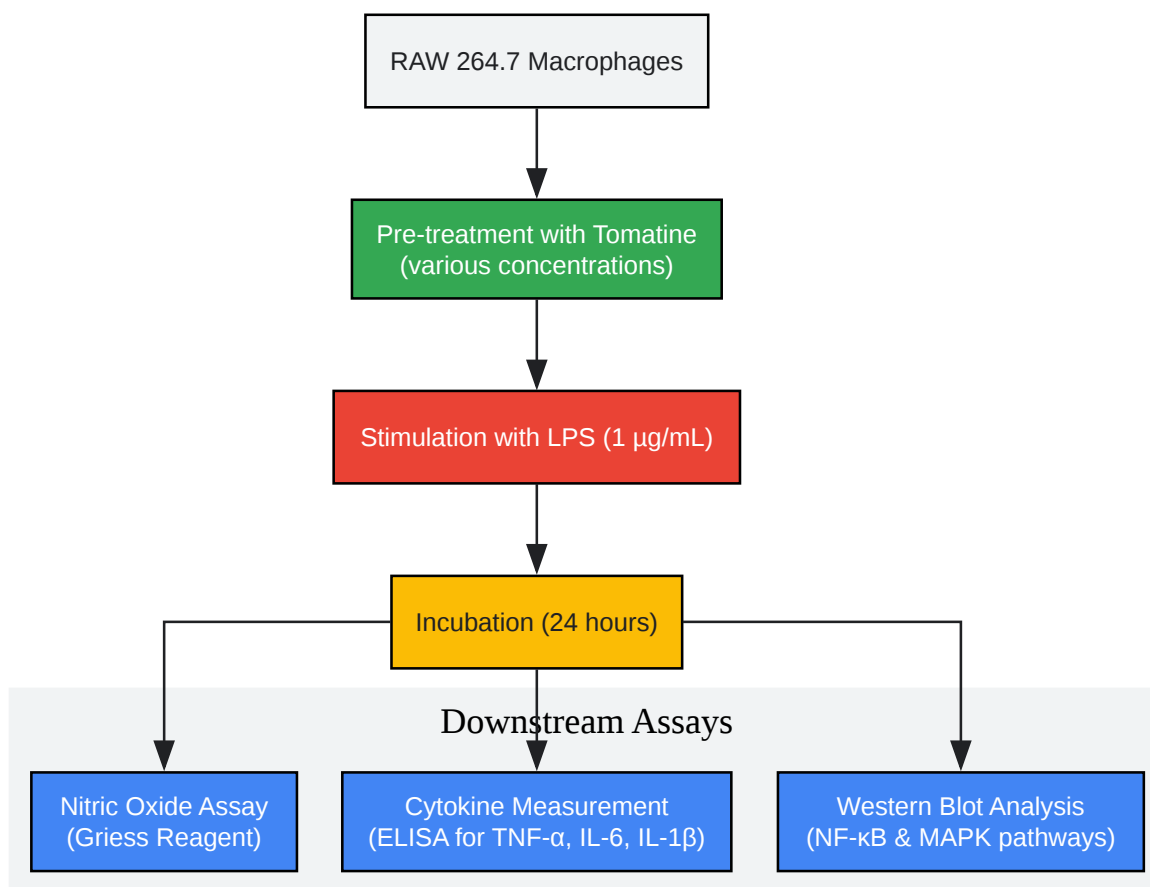 RAW 264.7 Macrophages
Pre-treatment with Tomatine
(various concentrations)
Stimulation with LPS (1 µg/mL)
Incubation (24 hours)
Downstream Assays
Nitric Oxide Assay
(Griess Reagent)
Cytokine Measurement
(ELISA for TNF-α, IL-6, IL-1β)
Western Blot Analysis
(NF-κB & MAPK pathways)